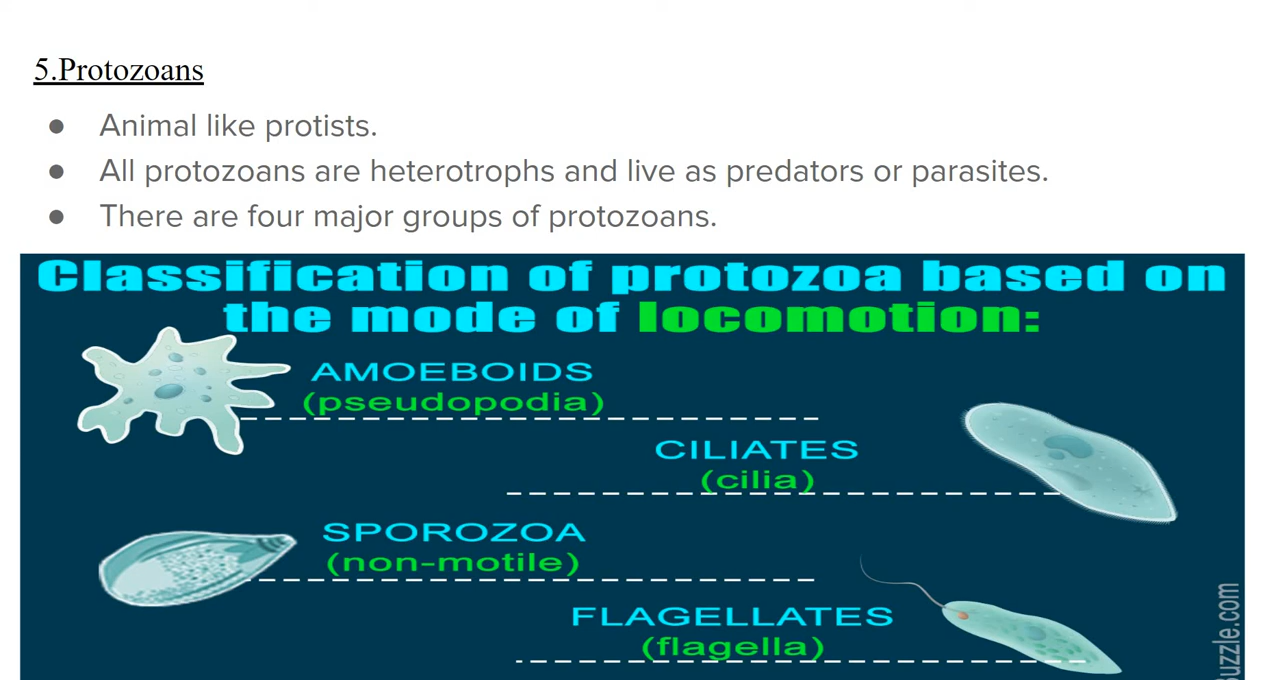 5.Protozoans
● Animal like protists.
● All protozoans are heterotrophs and live as predators or parasites.
● There are four major groups of protozoans.
Classification of protozoa based on
the mode of locomotion:
AMOEBOIDS
(pseudopodia)
CILIATES
(cilia)
SPOROZOA
(non-motile)
FLAGELLATES
(flagella)
Buzzle.com